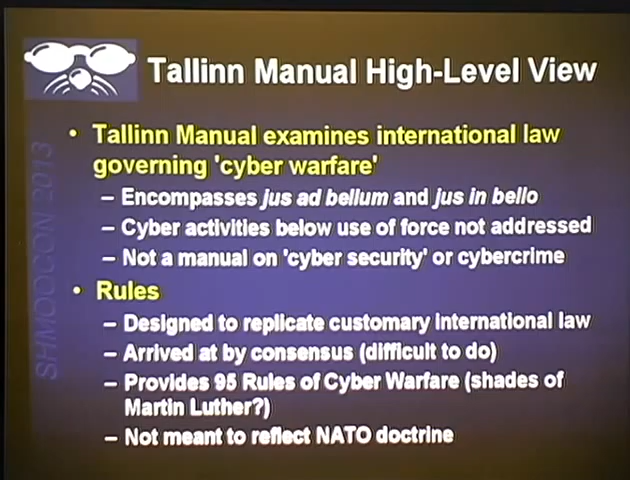 Tallinn Manual High-Level View
• Tallinn Manual examines international law
governing 'cyber warfare'
– Encompasses jus ad bellum and jus in bello
– Cyber activities below use of force not addressed
– Not a manual on 'cyber security' or cybercrime
• Rules
– Designed to replicate customary international law
– Arrived at by consensus (difficult to do)
– Provides 95 Rules of Cyber Warfare (shades of
Martin Luther?)
– Not meant to reflect NATO doctrine
SHMOOCON 2013